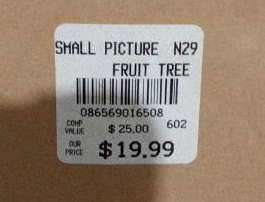 SMALL PICTURE N29
FRUIT TREE
086569016508
COMP VALUE $ 25.00 602
OUR PRICE $19.99